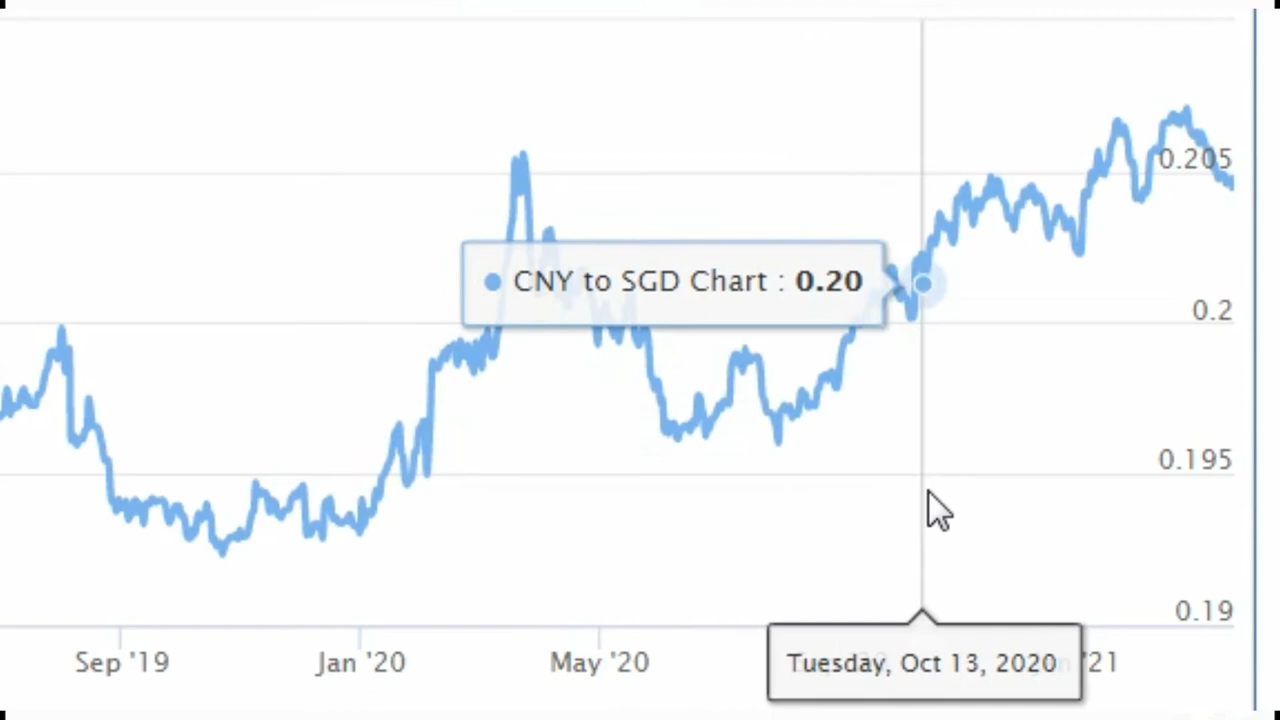 0.205
CNY to SGD Chart : 0.20
0.2
0.195
0.19
Sep '19
Jan '20
May '20
Tuesday, Oct 13, 2020
'21